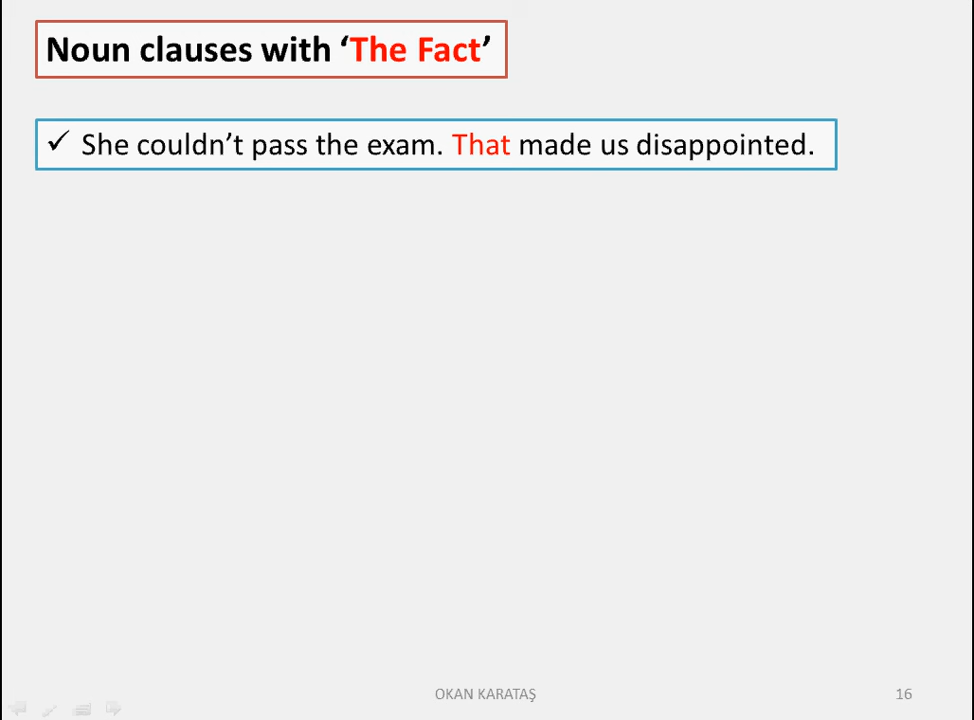 Noun clauses with ‘The Fact’
✓ She couldn’t pass the exam. That made us disappointed.
OKAN KARATAŞ
16